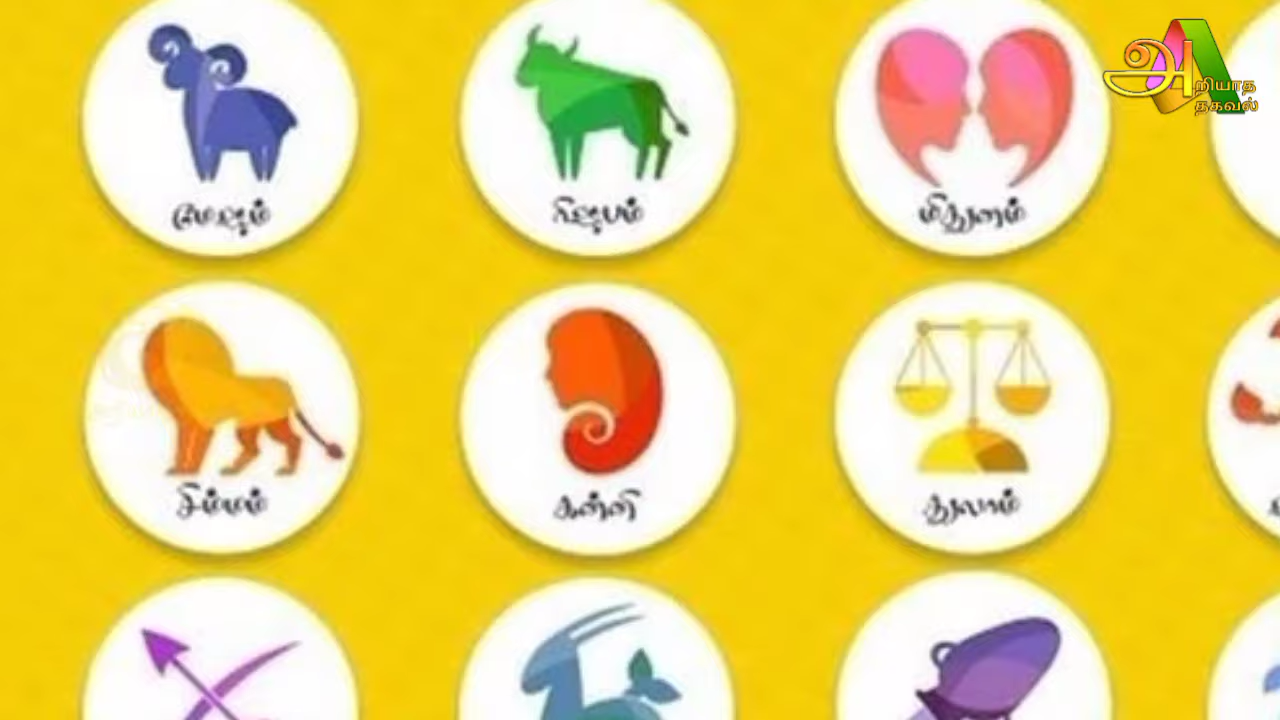 அறியாத
தகவல்
மேஷம்
ரிஷபம்
மிதுனம்
சிம்மம்
கன்னி
துலாம்